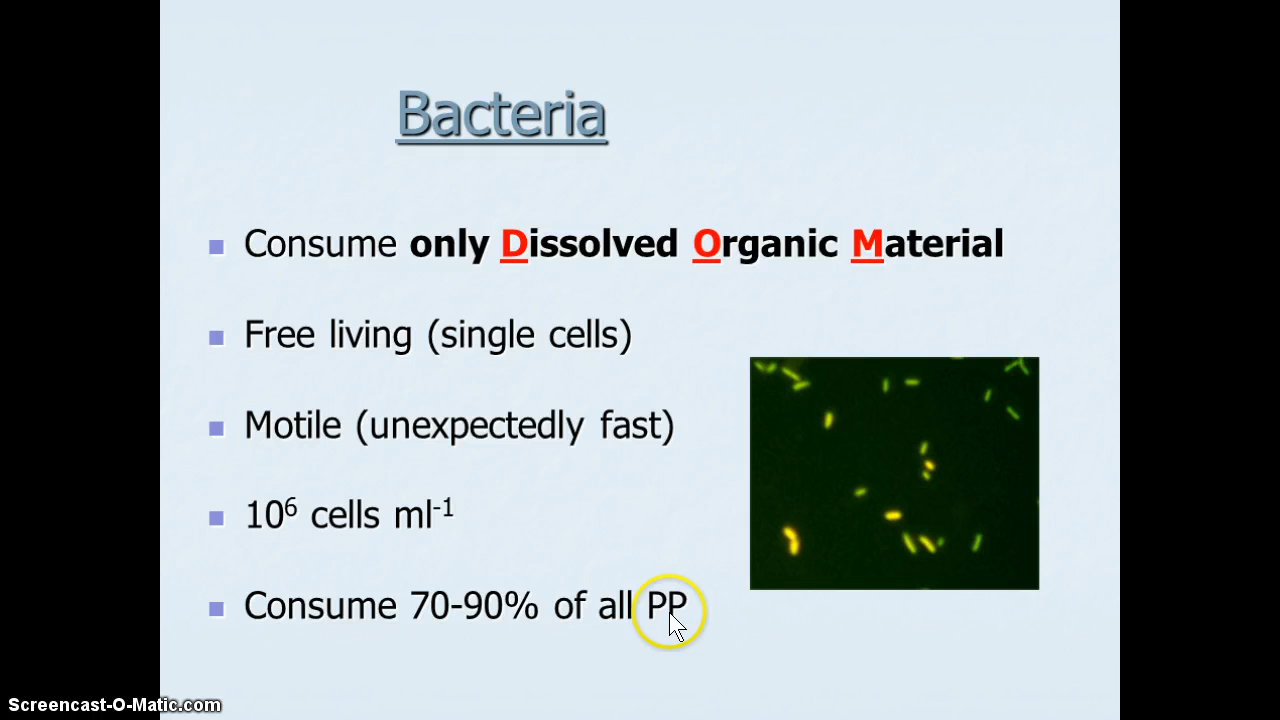 Bacteria
Consume only Dissolved Organic Material
Free living (single cells)
Motile (unexpectedly fast)
10⁶ cells ml⁻¹
Consume 70-90% of all PP
Screencast-O-Matic.com